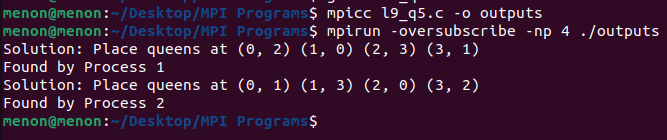 menon@menon:~/Desktop/MPI Programs$ mpicc l9_q5.c -o outputs
menon@menon:~/Desktop/MPI Programs$ mpirun -oversubscribe -np 4 ./outputs
Solution: Place queens at (0, 2) (1, 0) (2, 3) (3, 1)
Found by Process 1
Solution: Place queens at (0, 1) (1, 3) (2, 0) (3, 2)
Found by Process 2
menon@menon:~/Desktop/MPI Programs$